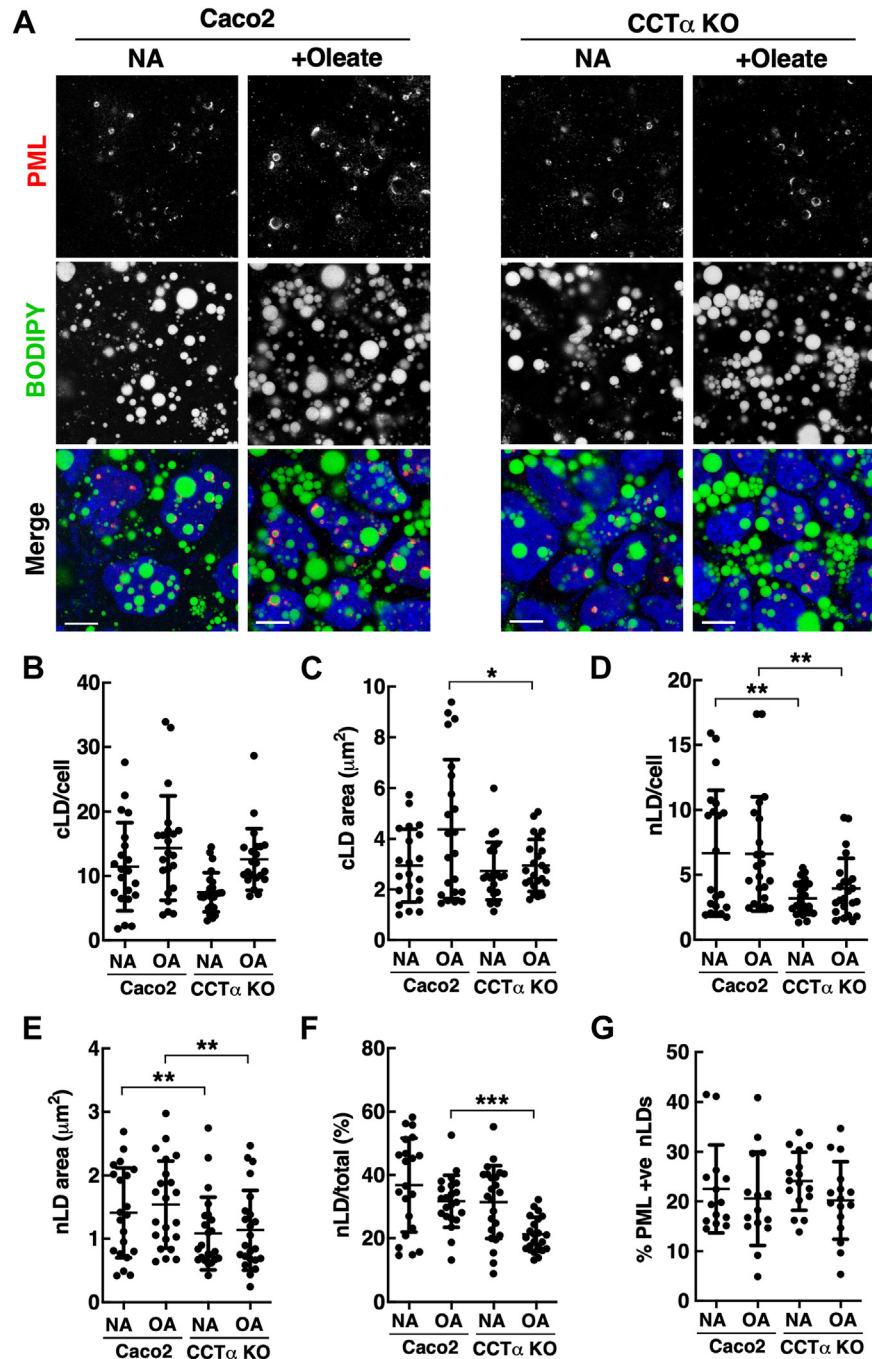 A
Caco2
CCTα KO
NA
+Oleate
NA
+Oleate
PML
BODIPY
Merge
B
C
D
40
30
20
10
0
cLD/cell
NA
OA
NA
OA
Caco2
CCTα KO
10
8
6
4
2
0
cLD area (μm²)
*
NA
OA
NA
OA
Caco2
CCTα KO
20
15
10
5
0
nLD/cell
**
**
NA
OA
NA
OA
Caco2
CCTα KO
E
F
G
4
3
2
1
0
nLD area (μm²)
**
**
NA
OA
NA
OA
Caco2
CCTα KO
80
60
40
20
0
nLD/total (%)
***
NA
OA
NA
OA
Caco2
CCTα KO
50
40
30
20
10
0
% PML +ve nLDs
NA
OA
NA
OA
Caco2
CCTα KO